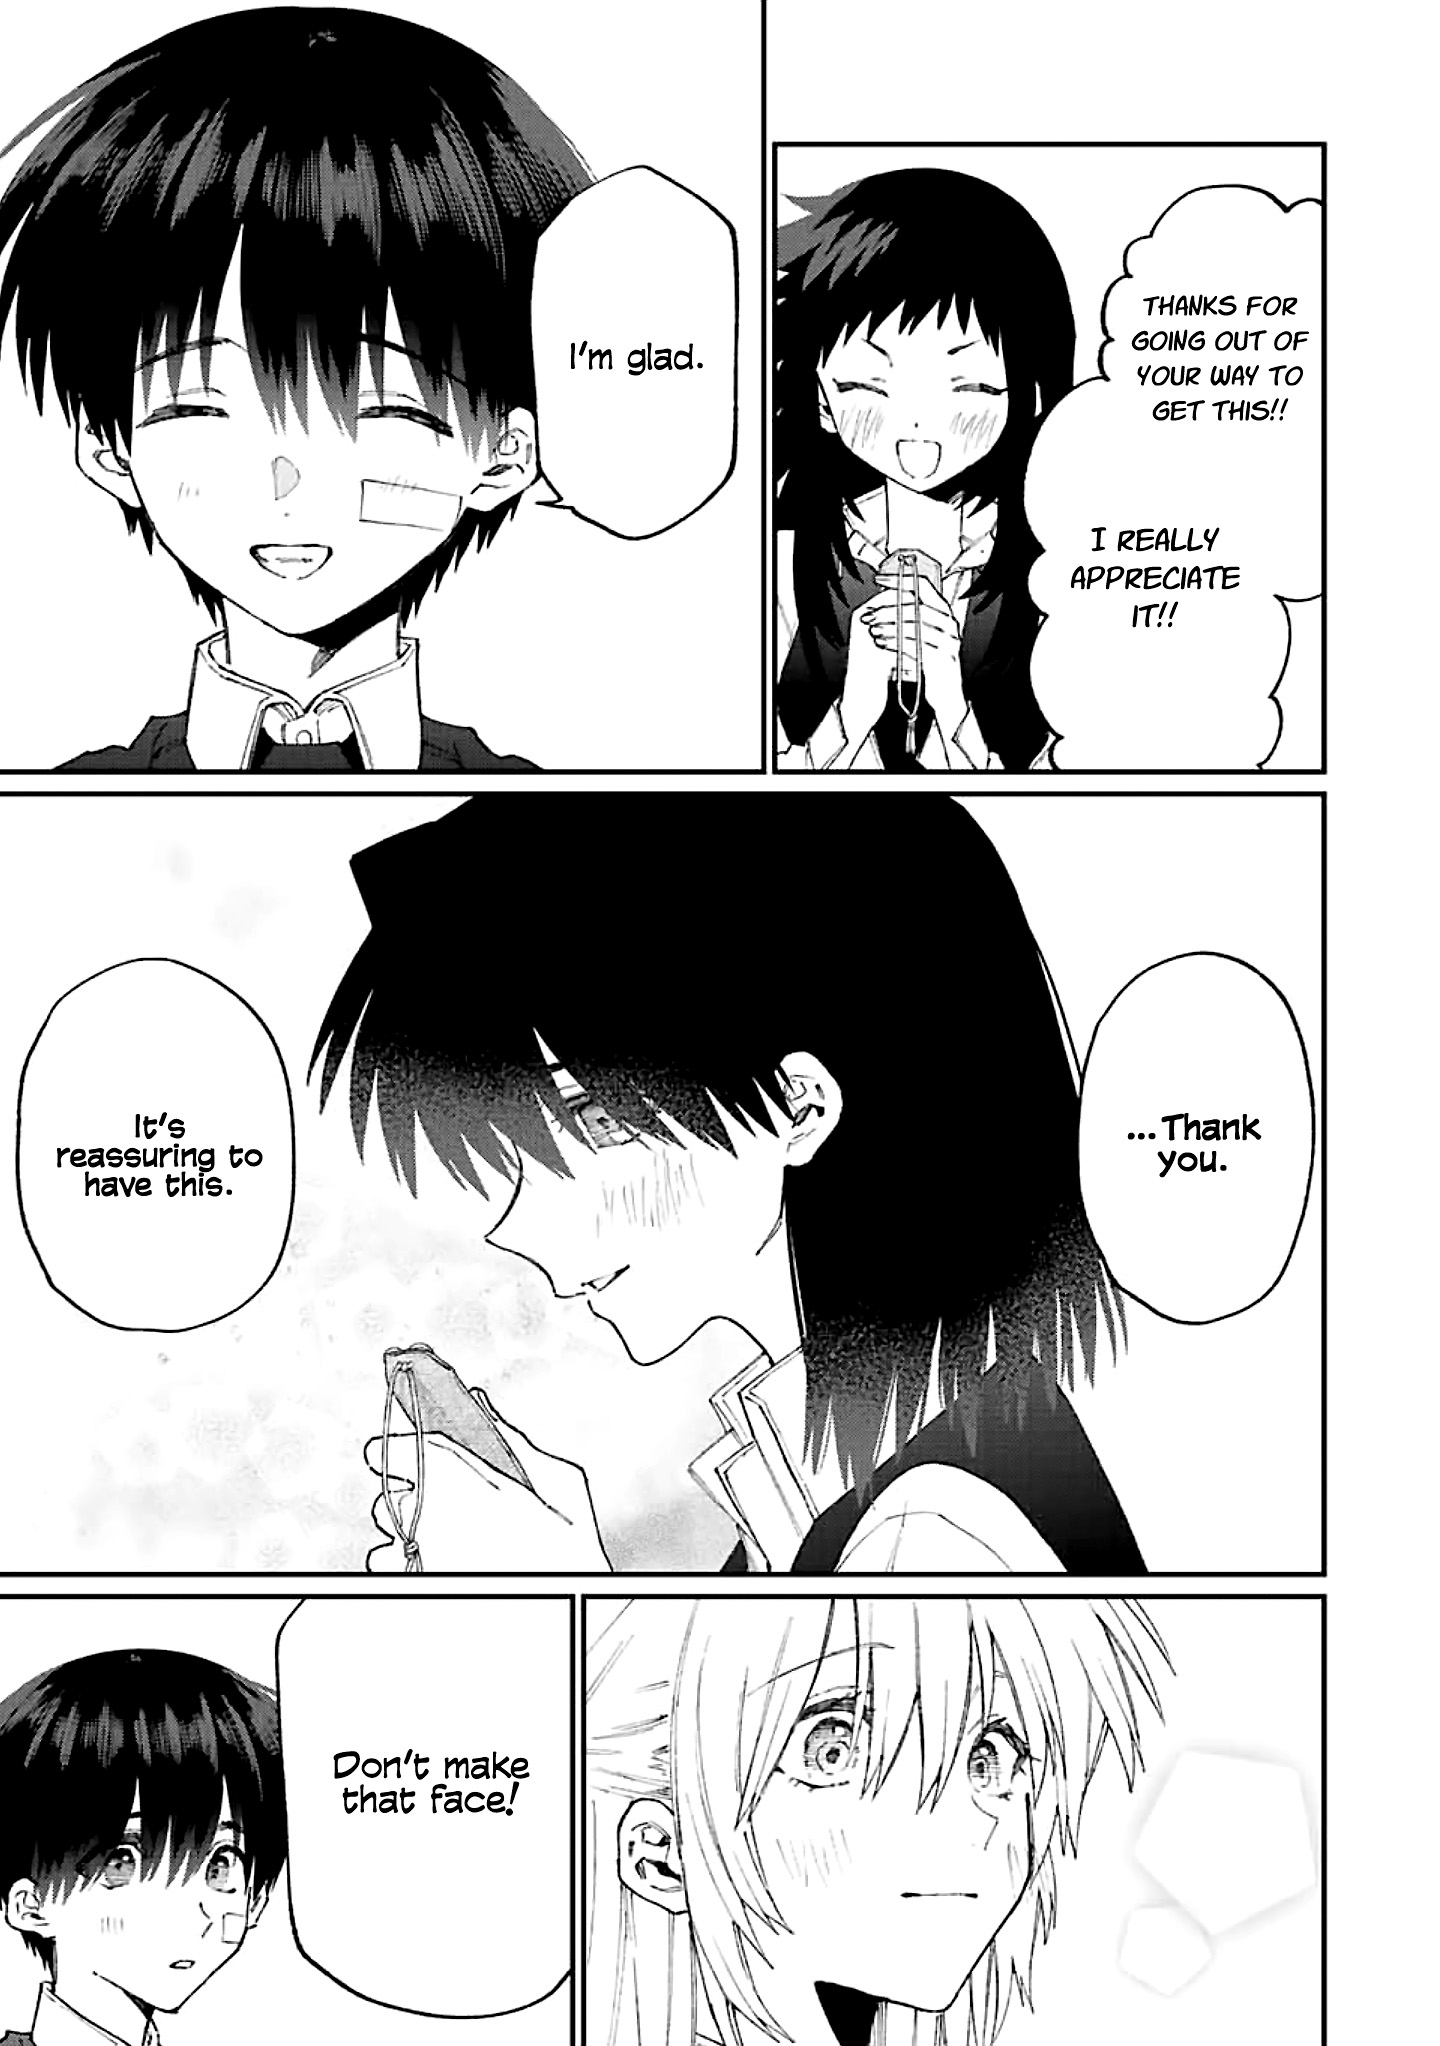 THANKS FOR
GOING OUT OF
YOUR WAY TO
GET THIS!!
I REALLY
APPRECIATE
IT!!
I'm glad.
...Thank
you.
It's
reassuring to
have this.
Don't make
that face!